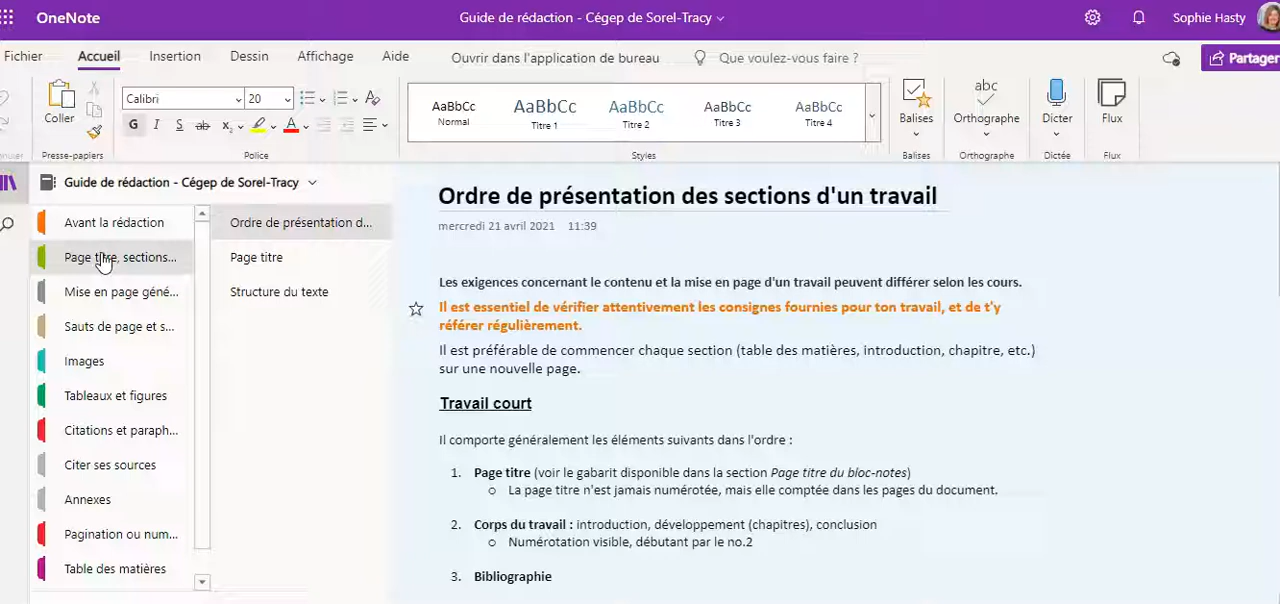 OneNote
Guide de rédaction - Cégep de Sorel-Tracy
Sophie Hasty
Fichier
Accueil
Insertion
Dessin
Affichage
Aide
Ouvrir dans l'application de bureau
Que voulez-vous faire ?
Partager
Coller
Calibri
20
G
I
S
ab
X₂
A
AaBbCc
Normal
AaBbCc
Titre 1
AaBbCc
Titre 2
AaBbCc
Titre 3
AaBbCc
Titre 4
Balises
abc
Orthographe
Dicter
Flux
Presse-papiers
Police
Styles
Balises
Orthographe
Dictée
Flux
Guide de rédaction - Cégep de Sorel-Tracy
Avant la rédaction
Page titre, sections...
Mise en page géné...
Sauts de page et s...
Images
Tableaux et figures
Citations et paraph...
Citer ses sources
Annexes
Pagination ou num...
Table des matières
Ordre de présentation d...
Page titre
Structure du texte
Ordre de présentation des sections d'un travail
mercredi 21 avril 2021 11:39
Les exigences concernant le contenu et la mise en page d'un travail peuvent différer selon les cours.
Il est essentiel de vérifier attentivement les consignes fournies pour ton travail, et de t'y
référer régulièrement.
Il est préférable de commencer chaque section (table des matières, introduction, chapitre, etc.)
sur une nouvelle page.
Travail court
Il comporte généralement les éléments suivants dans l'ordre :
1. Page titre (voir le gabarit disponible dans la section Page titre du bloc-notes)
o La page titre n'est jamais numérotée, mais elle comptée dans les pages du document.
2. Corps du travail : introduction, développement (chapitres), conclusion
o Numérotation visible, débutant par le no.2
3. Bibliographie